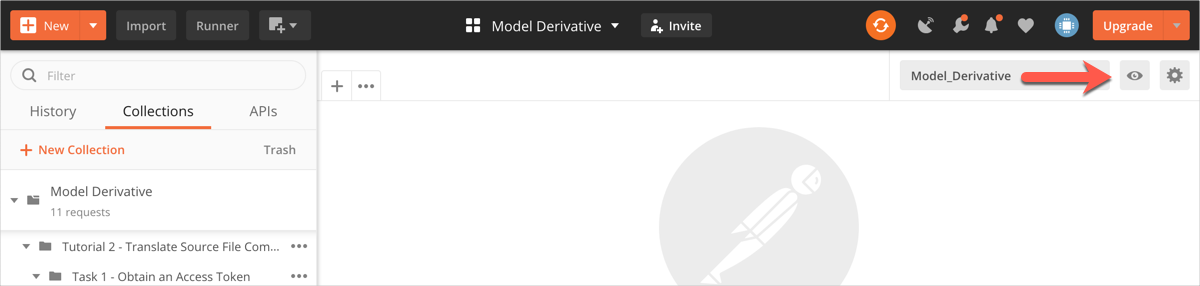 New
Import
Runner
Model Derivative
Invite
Upgrade
Filter
Model_Derivative
History
Collections
APIs
+ New Collection
Trash
Model Derivative
11 requests
Tutorial 2 - Translate Source File Com...
Task 1 - Obtain an Access Token